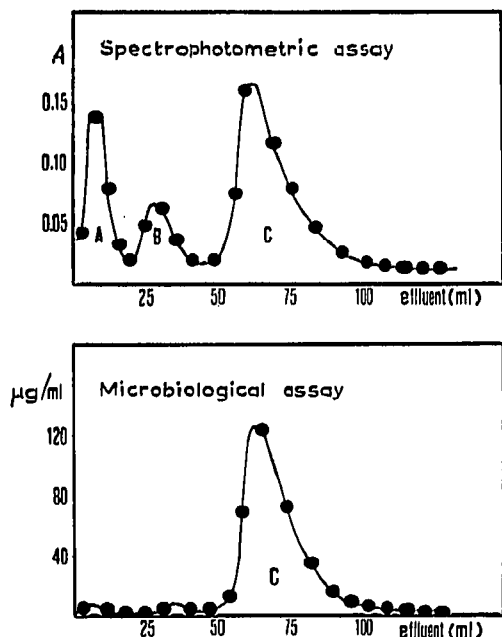 A Spectrophotometric assay
0.15
0.10
0.05
A B C
25 50 75 100 effluent(ml)
µg/ml Microbiological assay
120
80
40
C
25 50 75 100 effluent(ml)